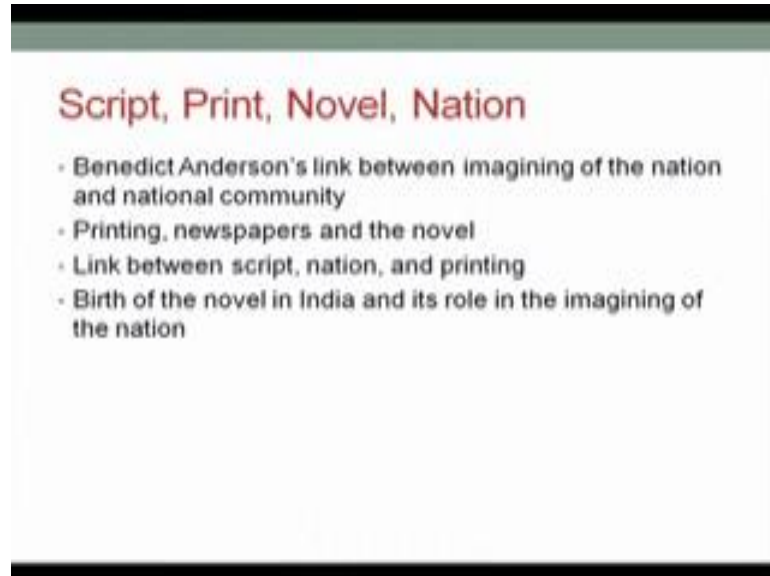 Script, Print, Novel, Nation
· Benedict Anderson's link between imagining of the nation
and national community
· Printing, newspapers and the novel
· Link between script, nation, and printing
· Birth of the novel in India and its role in the imagining of
the nation